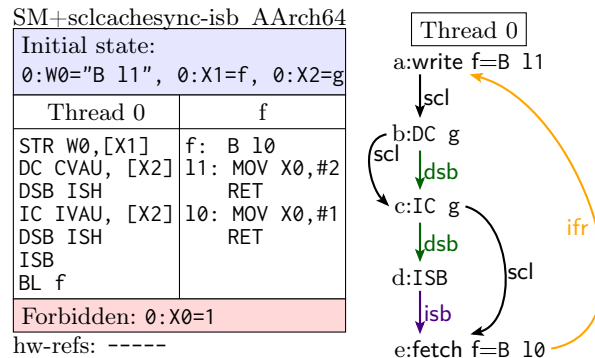 SM+sclcachesync-isb AArch64
Initial state:
0:W0="B l1", 0:X1=f, 0:X2=g
Thread 0 f
STR W0,[X1] f: B l0
DC CVAU, [X2] l1: MOV X0,#2
DSB ISH RET
IC IVAU, [X2] l0: MOV X0,#1
DSB ISH RET
ISB
BL f
Forbidden: 0:X0=1
hw-refs: -----
Thread 0
a:write f=B l1
scl
b:DC g
scl
dsb
c:IC g
dsb
ifr
d:ISB
scl
isb
e:fetch f=B l0